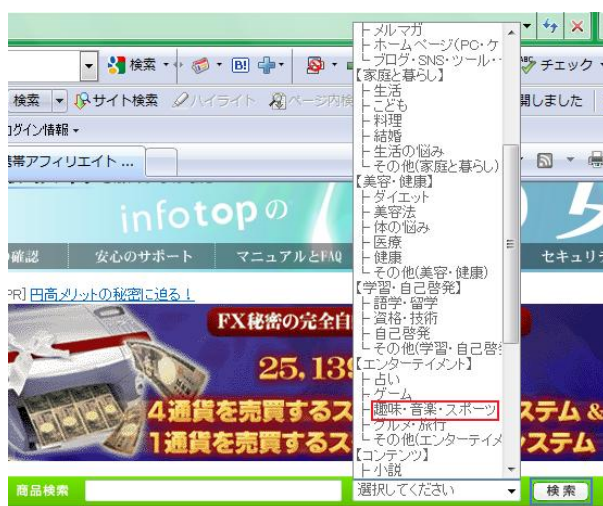 検索
B!
ABC
チェック
検索
サイト検索
ハイライト
開しました
グイン情報
帯アフィリエイト ...
infotopの
確認
安心のサポート
マニュアルとFAQ
セキュリテ
PR] 円高メリットの秘密に迫る！
FX秘密の完全自
25,139
4通貨を売買するス
ステム &
1通貨を売買するス
ステム
├ メルマガ
├ ホームページ(PC・ケ
└ ブログ・SNS・ツール・・
【家庭と暮らし】
├ 生活
├ こども
├ 料理
├ 結婚
├ 生活の悩み
└ その他(家庭と暮らし)
【美容・健康】
├ ダイエット
├ 美容法
├ 体の悩み
├ 医療
├ 健康
└ その他(美容・健康)
【学習・自己啓発】
├ 語学・留学
├ 資格・技術
├ 自己啓発
└ その他(学習・自己啓
【エンターテイメント】
├ 占い
├ ゲーム
├ 趣味・音楽・スポーツ
├ グルメ・旅行
└ その他(エンターテイメ
【コンテンツ】
├ 小説
商品検索
選択してください
検索